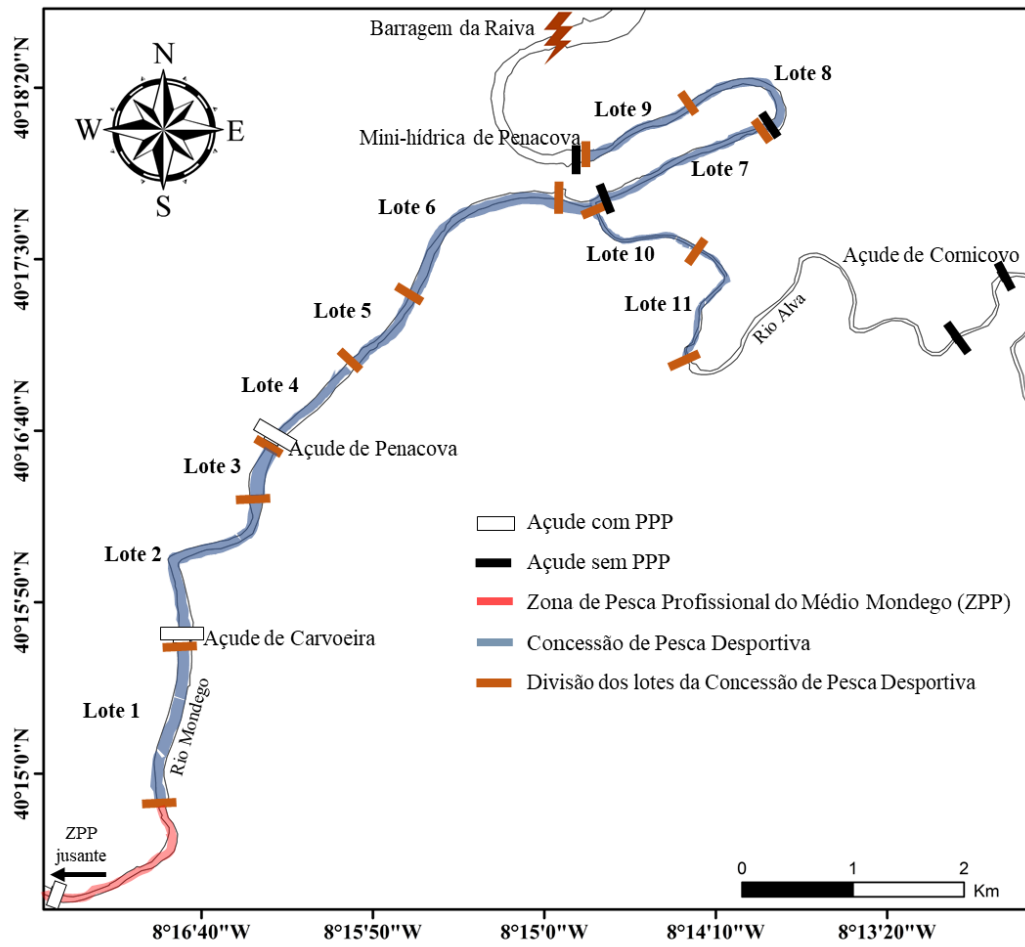 Barragem da Raiva
N
W
E
S
Lote 8
Lote 9
Mini-hídrica de Penacova
Lote 7
Lote 6
Lote 10
Açude de Cornicovo
Lote 11
Rio Alva
Lote 5
Lote 4
Açude de Penacova
Lote 3
Lote 2
Açude de Carvoeira
Lote 1
Rio Mondego
ZPP
jusante
Açude com PPP
Açude sem PPP
Zona de Pesca Profissional do Médio Mondego (ZPP)
Concessão de Pesca Desportiva
Divisão dos lotes da Concessão de Pesca Desportiva
0 1 2
Km
40°18'20"N
40°17'30"N
40°16'40"N
40°15'50"N
40°15'0"N
8°16'40"W 8°15'50"W 8°15'0"W 8°14'10"W 8°13'20"W